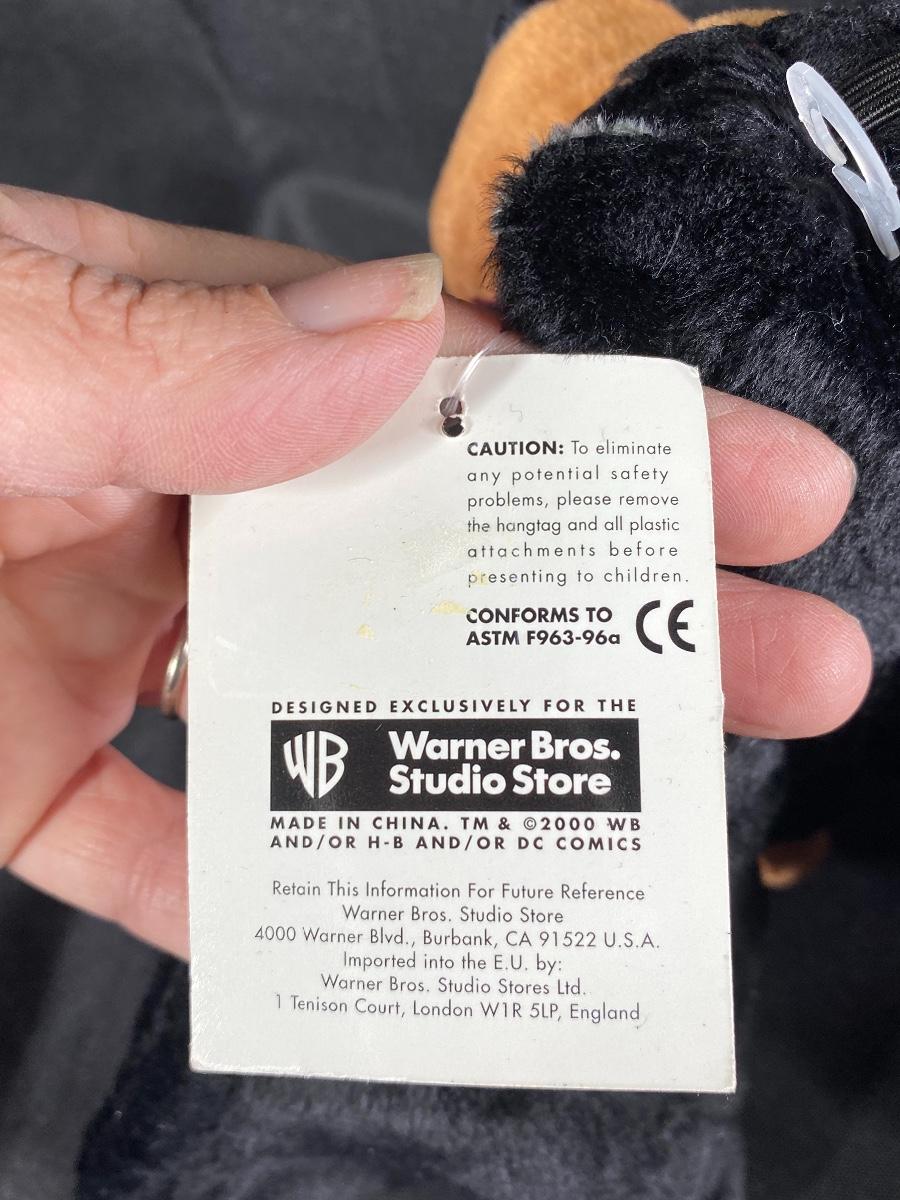 CAUTION: To eliminate
any potential safety
problems, please remove
the hangtag and all plastic
attachments before
presenting to children.
CONFORMS TO
ASTM F963-96a CE
DESIGNED EXCLUSIVELY FOR THE
WB Warner Bros.
Studio Store
MADE IN CHINA. TM & ©2000 WB
AND/OR H-B AND/OR DC COMICS
Retain This Information For Future Reference
Warner Bros. Studio Store
4000 Warner Blvd., Burbank, CA 91522 U.S.A.
Imported into the E.U. by:
Warner Bros. Studio Stores Ltd.
1 Tenison Court, London W1R 5LP, England